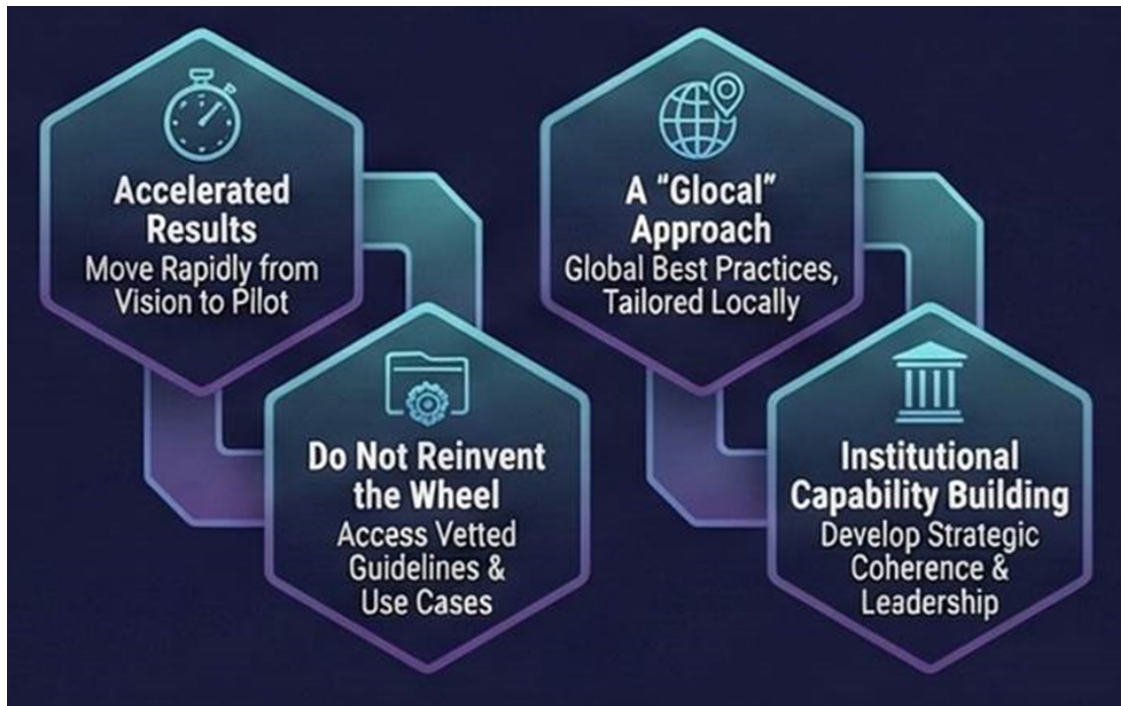 Accelerated
Results
Move Rapidly from
Vision to Pilot
Do Not Reinvent
the Wheel
Access Vetted
Guidelines &
Use Cases
A "Glocal"
Approach
Global Best Practices,
Tailored Locally
Institutional
Capability Building
Develop Strategic
Coherence &
Leadership